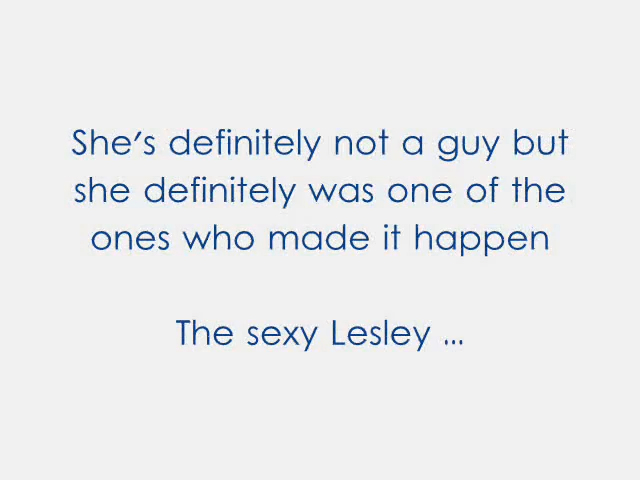 She's definitely not a guy but
she definitely was one of the
ones who made it happen
The sexy Lesley ...